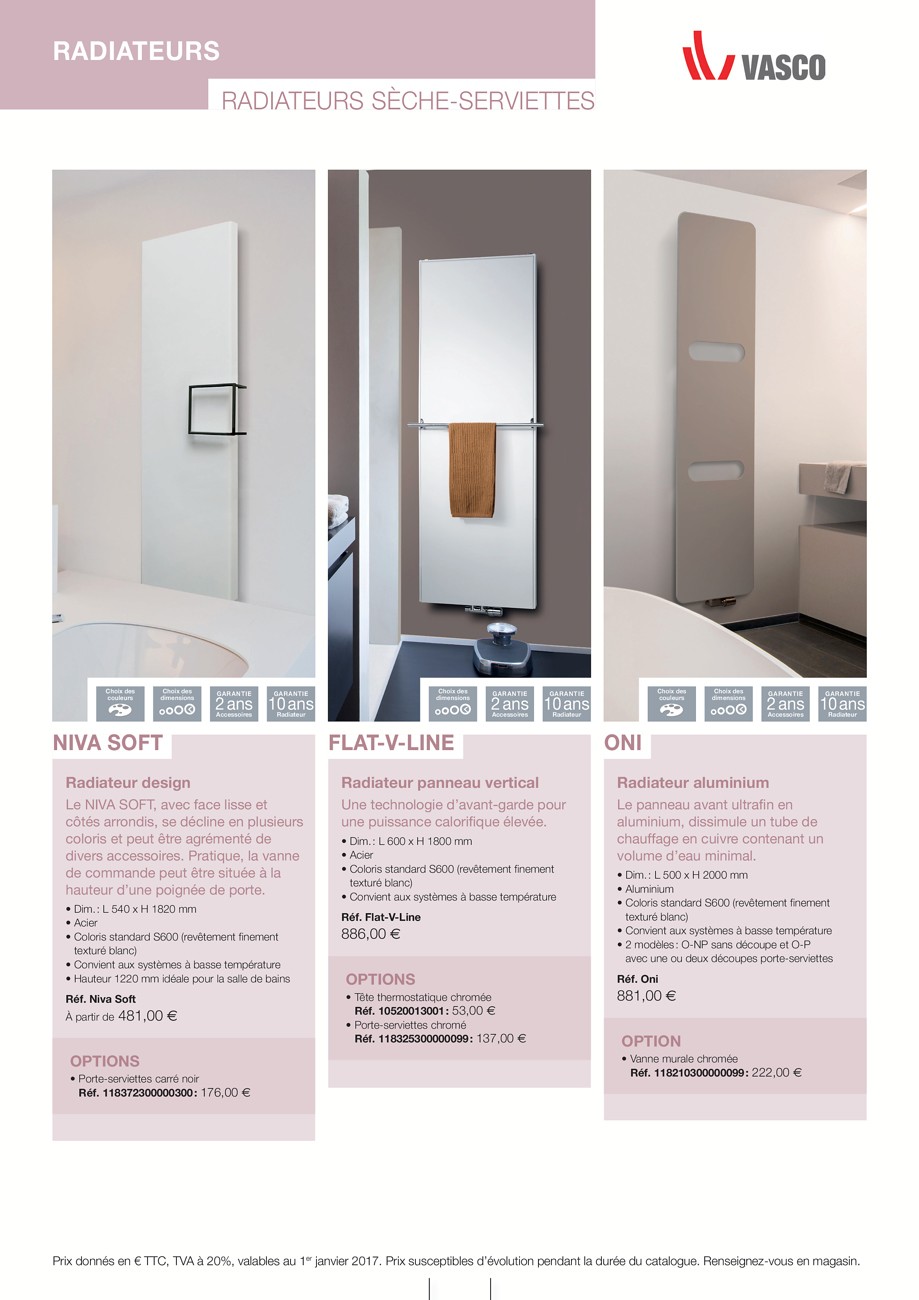 RADIATEURS
RADIATEURS SÈCHE-SERVIETTES
VASCO
Choix des
couleurs
Choix des
dimensions
GARANTIE
2 ans
Accessoires
GARANTIE
10 ans
Radiateur
Choix des
dimensions
GARANTIE
2 ans
Accessoires
GARANTIE
10 ans
Radiateur
Choix des
couleurs
Choix des
dimensions
GARANTIE
2 ans
Accessoires
GARANTIE
10 ans
Radiateur
NIVA SOFT
Radiateur design
Le NIVA SOFT, avec face lisse et
côtés arrondis, se décline en plusieurs
coloris et peut être agrémenté de
divers accessoires. Pratique, la vanne
de commande peut être située à la
hauteur d’une poignée de porte.
• Dim. : L 540 x H 1820 mm
• Acier
• Coloris standard S600 (revêtement finement
texturé blanc)
• Convient aux systèmes à basse température
• Hauteur 1220 mm idéale pour la salle de bains
Réf. Niva Soft
À partir de 481,00 €
OPTIONS
• Porte-serviettes carré noir
Réf. 118372300000300 : 176,00 €
FLAT-V-LINE
Radiateur panneau vertical
Une technologie d’avant-garde pour
une puissance calorifique élevée.
• Dim. : L 600 x H 1800 mm
• Acier
• Coloris standard S600 (revêtement finement
texturé blanc)
• Convient aux systèmes à basse température
Réf. Flat-V-Line
886,00 €
OPTIONS
• Tête thermostatique chromée
Réf. 10520013001 : 53,00 €
• Porte-serviettes chromé
Réf. 118325300000099 : 137,00 €
ONI
Radiateur aluminium
Le panneau avant ultrafin en
aluminium, dissimule un tube de
chauffage en cuivre contenant un
volume d’eau minimal.
• Dim. : L 500 x H 2000 mm
• Aluminium
• Coloris standard S600 (revêtement finement
texturé blanc)
• Convient aux systèmes à basse température
• 2 modèles : O-NP sans découpe et O-P
avec une ou deux découpes porte-serviettes
Réf. Oni
881,00 €
OPTION
• Vanne murale chromée
Réf. 118210300000099 : 222,00 €
Prix donnés en € TTC, TVA à 20%, valables au 1er janvier 2017. Prix susceptibles d’évolution pendant la durée du catalogue. Renseignez-vous en magasin.